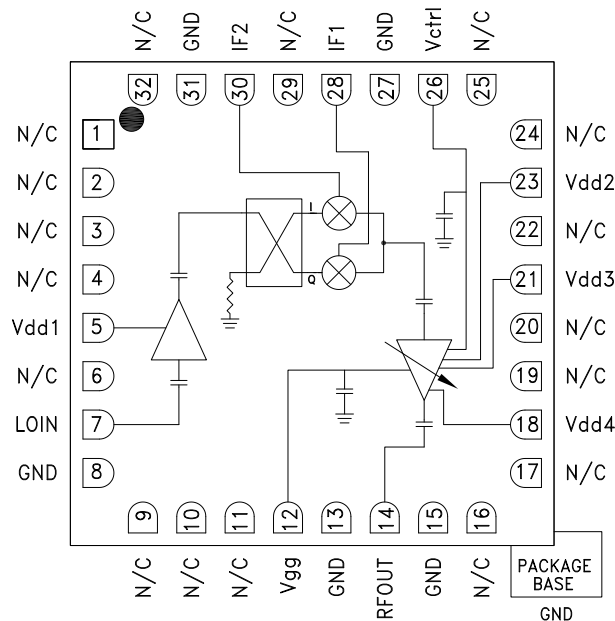 N/C GND IF2 N/C IF1 GND Vctrl N/C
32 31 30 29 28 27 26 25
N/C 1 24 N/C
N/C 2 23 Vdd2
N/C 3 22 N/C
I
N/C 4 21 Vdd3
Q
Vdd1 5 20 N/C
N/C 6 19 N/C
LOIN 7 18 Vdd4
GND 8 17 N/C
9 10 11 12 13 14 15 16
N/C N/C N/C Vgg GND RFOUT GND N/C
PACKAGE
BASE
GND